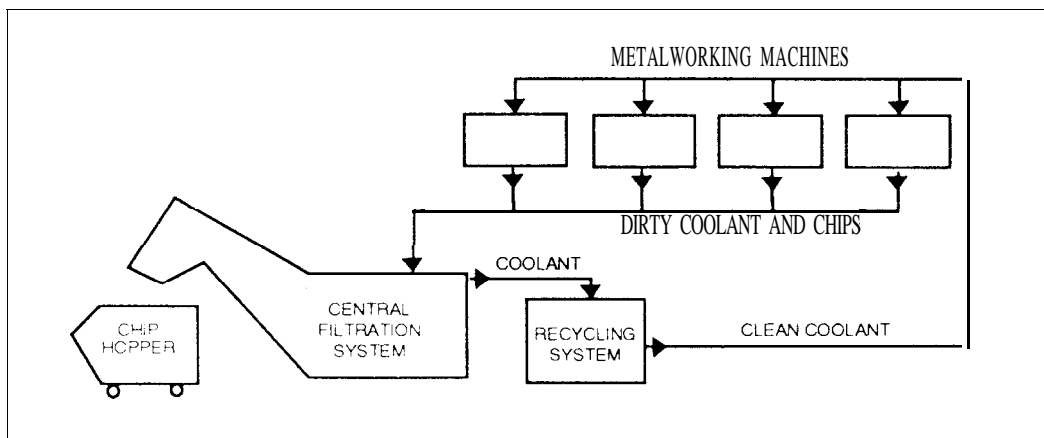 METALWORKING MACHINES
DIRTY COOLANT AND CHIPS
COOLANT
CENTRAL
FILTRATION
SYSTEM
CHIP
HOPPER
RECYCLING
SYSTEM
CLEAN COOLANT